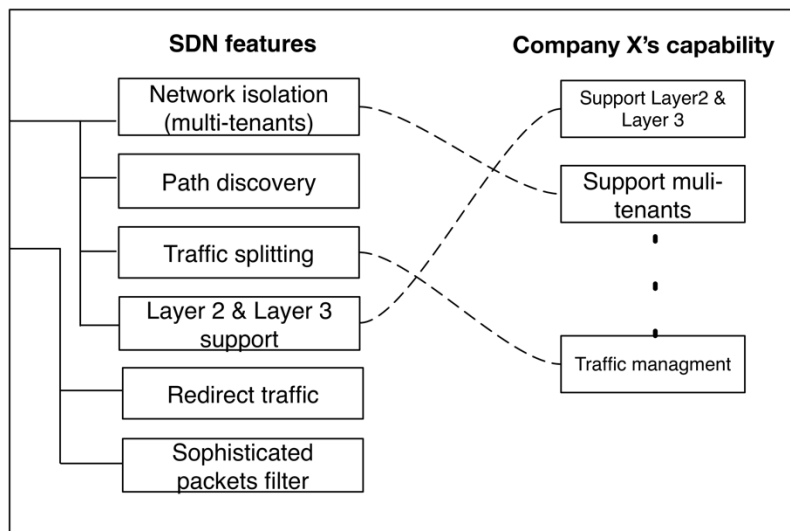 SDN features
Network isolation
(multi-tenants)
Path discovery
Traffic splitting
Layer 2 & Layer 3
support
Redirect traffic
Sophisticated
packets filter
Company X's capability
Support Layer2 &
Layer 3
Support muli-
tenants
Traffic managment